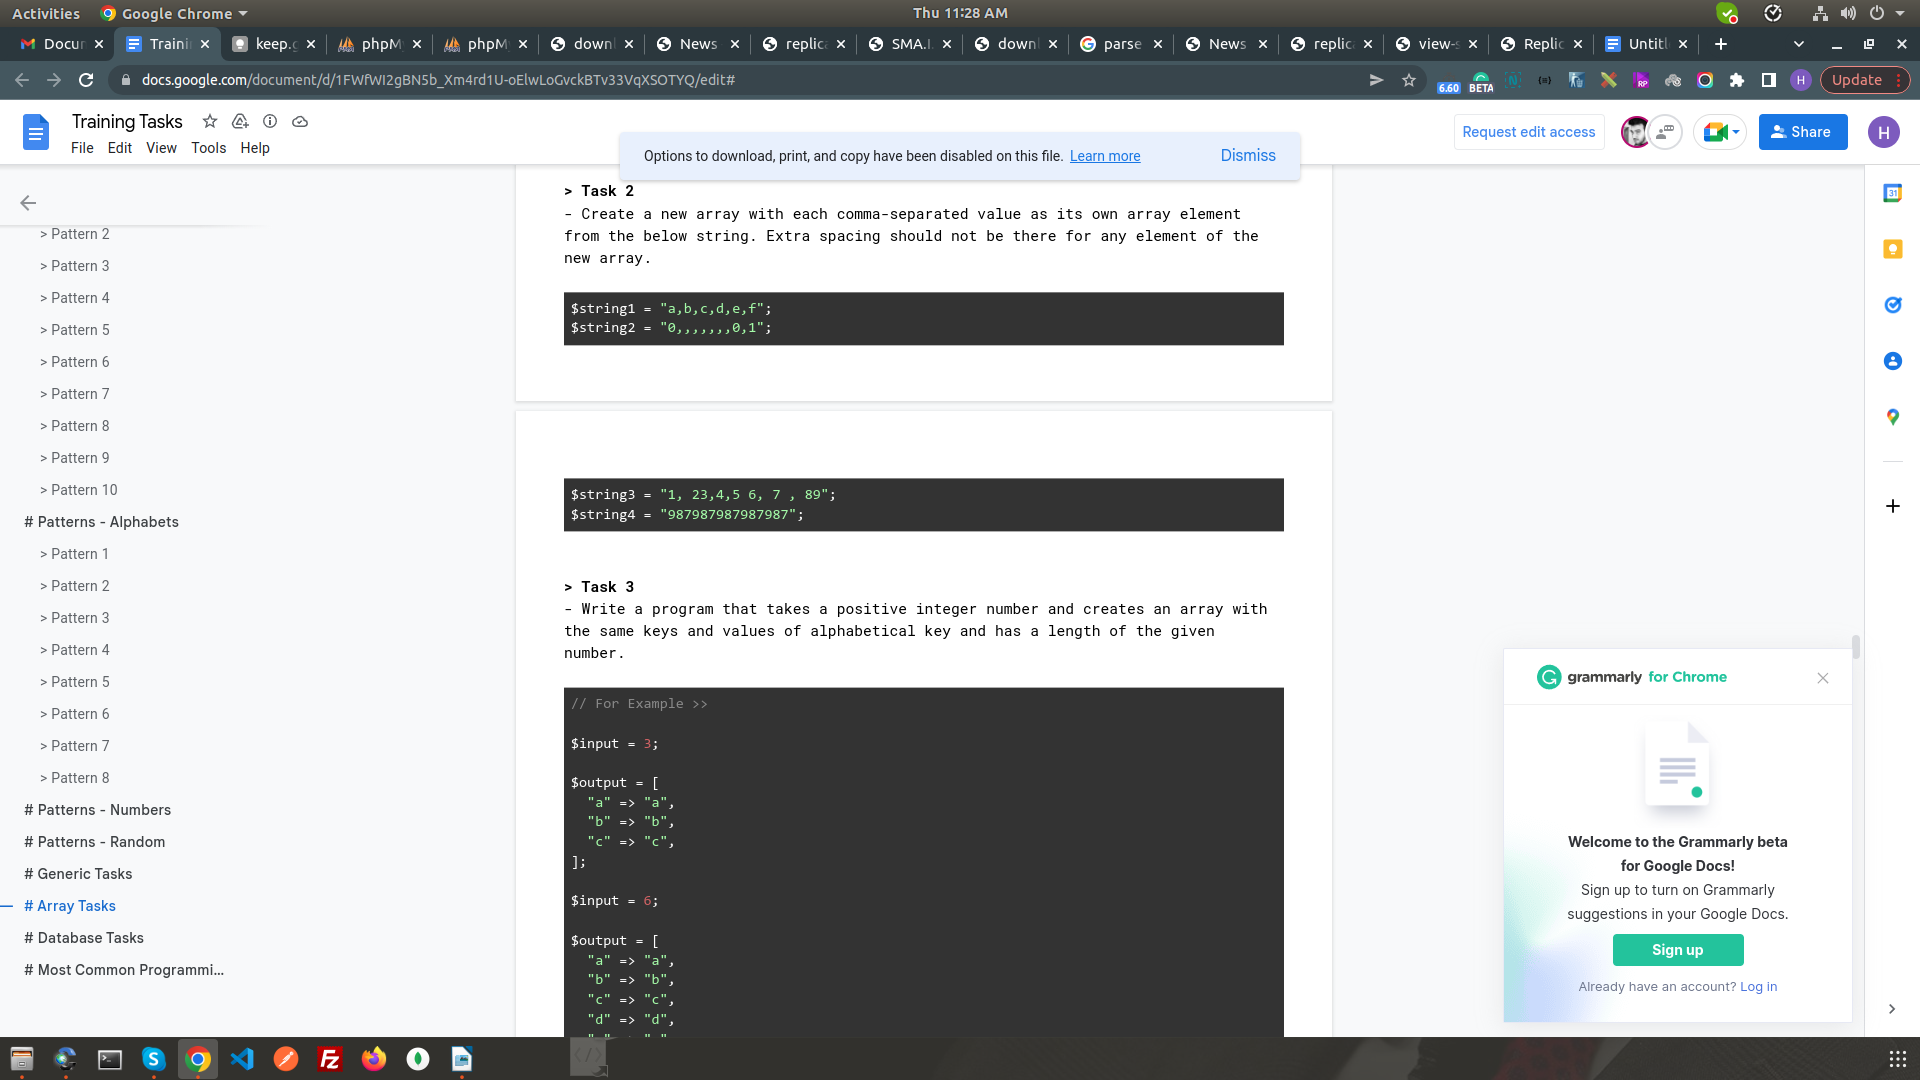 Activities
Google Chrome
Thu 11:28 AM
Docur
Traini
keep.g
phpM
phpM
downl
News
replica
SMA.I
downl
parse
News
replic
view-s
Replic
Untitl
docs.google.com/document/d/1FWfWI2gBN5b_Xm4rd1U-oElwLoGvckBTv33VqXSOTYQ/edit#
6.60
BETA
RP
H
Update
Training Tasks
File
Edit
View
Tools
Help
Options to download, print, and copy have been disabled on this file. Learn more
Dismiss
Request edit access
Share
H
> Pattern 2
> Pattern 3
> Pattern 4
> Pattern 5
> Pattern 6
> Pattern 7
> Pattern 8
> Pattern 9
> Pattern 10
# Patterns - Alphabets
> Pattern 1
> Pattern 2
> Pattern 3
> Pattern 4
> Pattern 5
> Pattern 6
> Pattern 7
> Pattern 8
# Patterns - Numbers
# Patterns - Random
# Generic Tasks
# Array Tasks
# Database Tasks
# Most Common Programmi...
> Task 2
- Create a new array with each comma-separated value as its own array element
from the below string. Extra spacing should not be there for any element of the
new array.
$string1 = "a,b,c,d,e,f";
$string2 = "0,,,,,,,0,1";
$string3 = "1, 23,4,5 6, 7 , 89";
$string4 = "987987987987987";
> Task 3
- Write a program that takes a positive integer number and creates an array with
the same keys and values of alphabetical key and has a length of the given
number.
// For Example >>
$input = 3;
$output = [
"a" => "a",
"b" => "b",
"c" => "c",
];
$input = 6;
$output = [
"a" => "a",
"b" => "b",
"c" => "c",
"d" => "d",
31
grammarly for Chrome
Welcome to the Grammarly beta
for Google Docs!
Sign up to turn on Grammarly
suggestions in your Google Docs.
Sign up
Already have an account? Log in